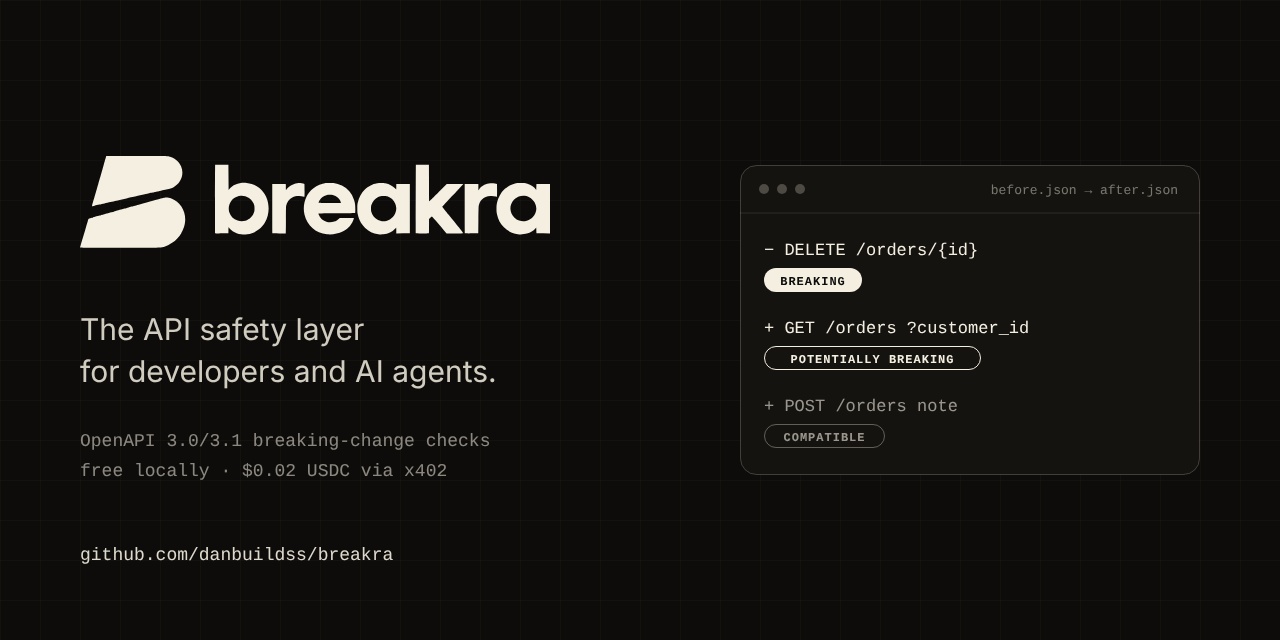 breakra
The API safety layer
for developers and AI agents.
OpenAPI 3.0/3.1 breaking-change checks
free locally · $0.02 USDC via x402
github.com/danbuildss/breakra
before.json → after.json
− DELETE /orders/{id}
BREAKING
+ GET /orders ?customer_id
POTENTIALLY BREAKING
+ POST /orders note
COMPATIBLE